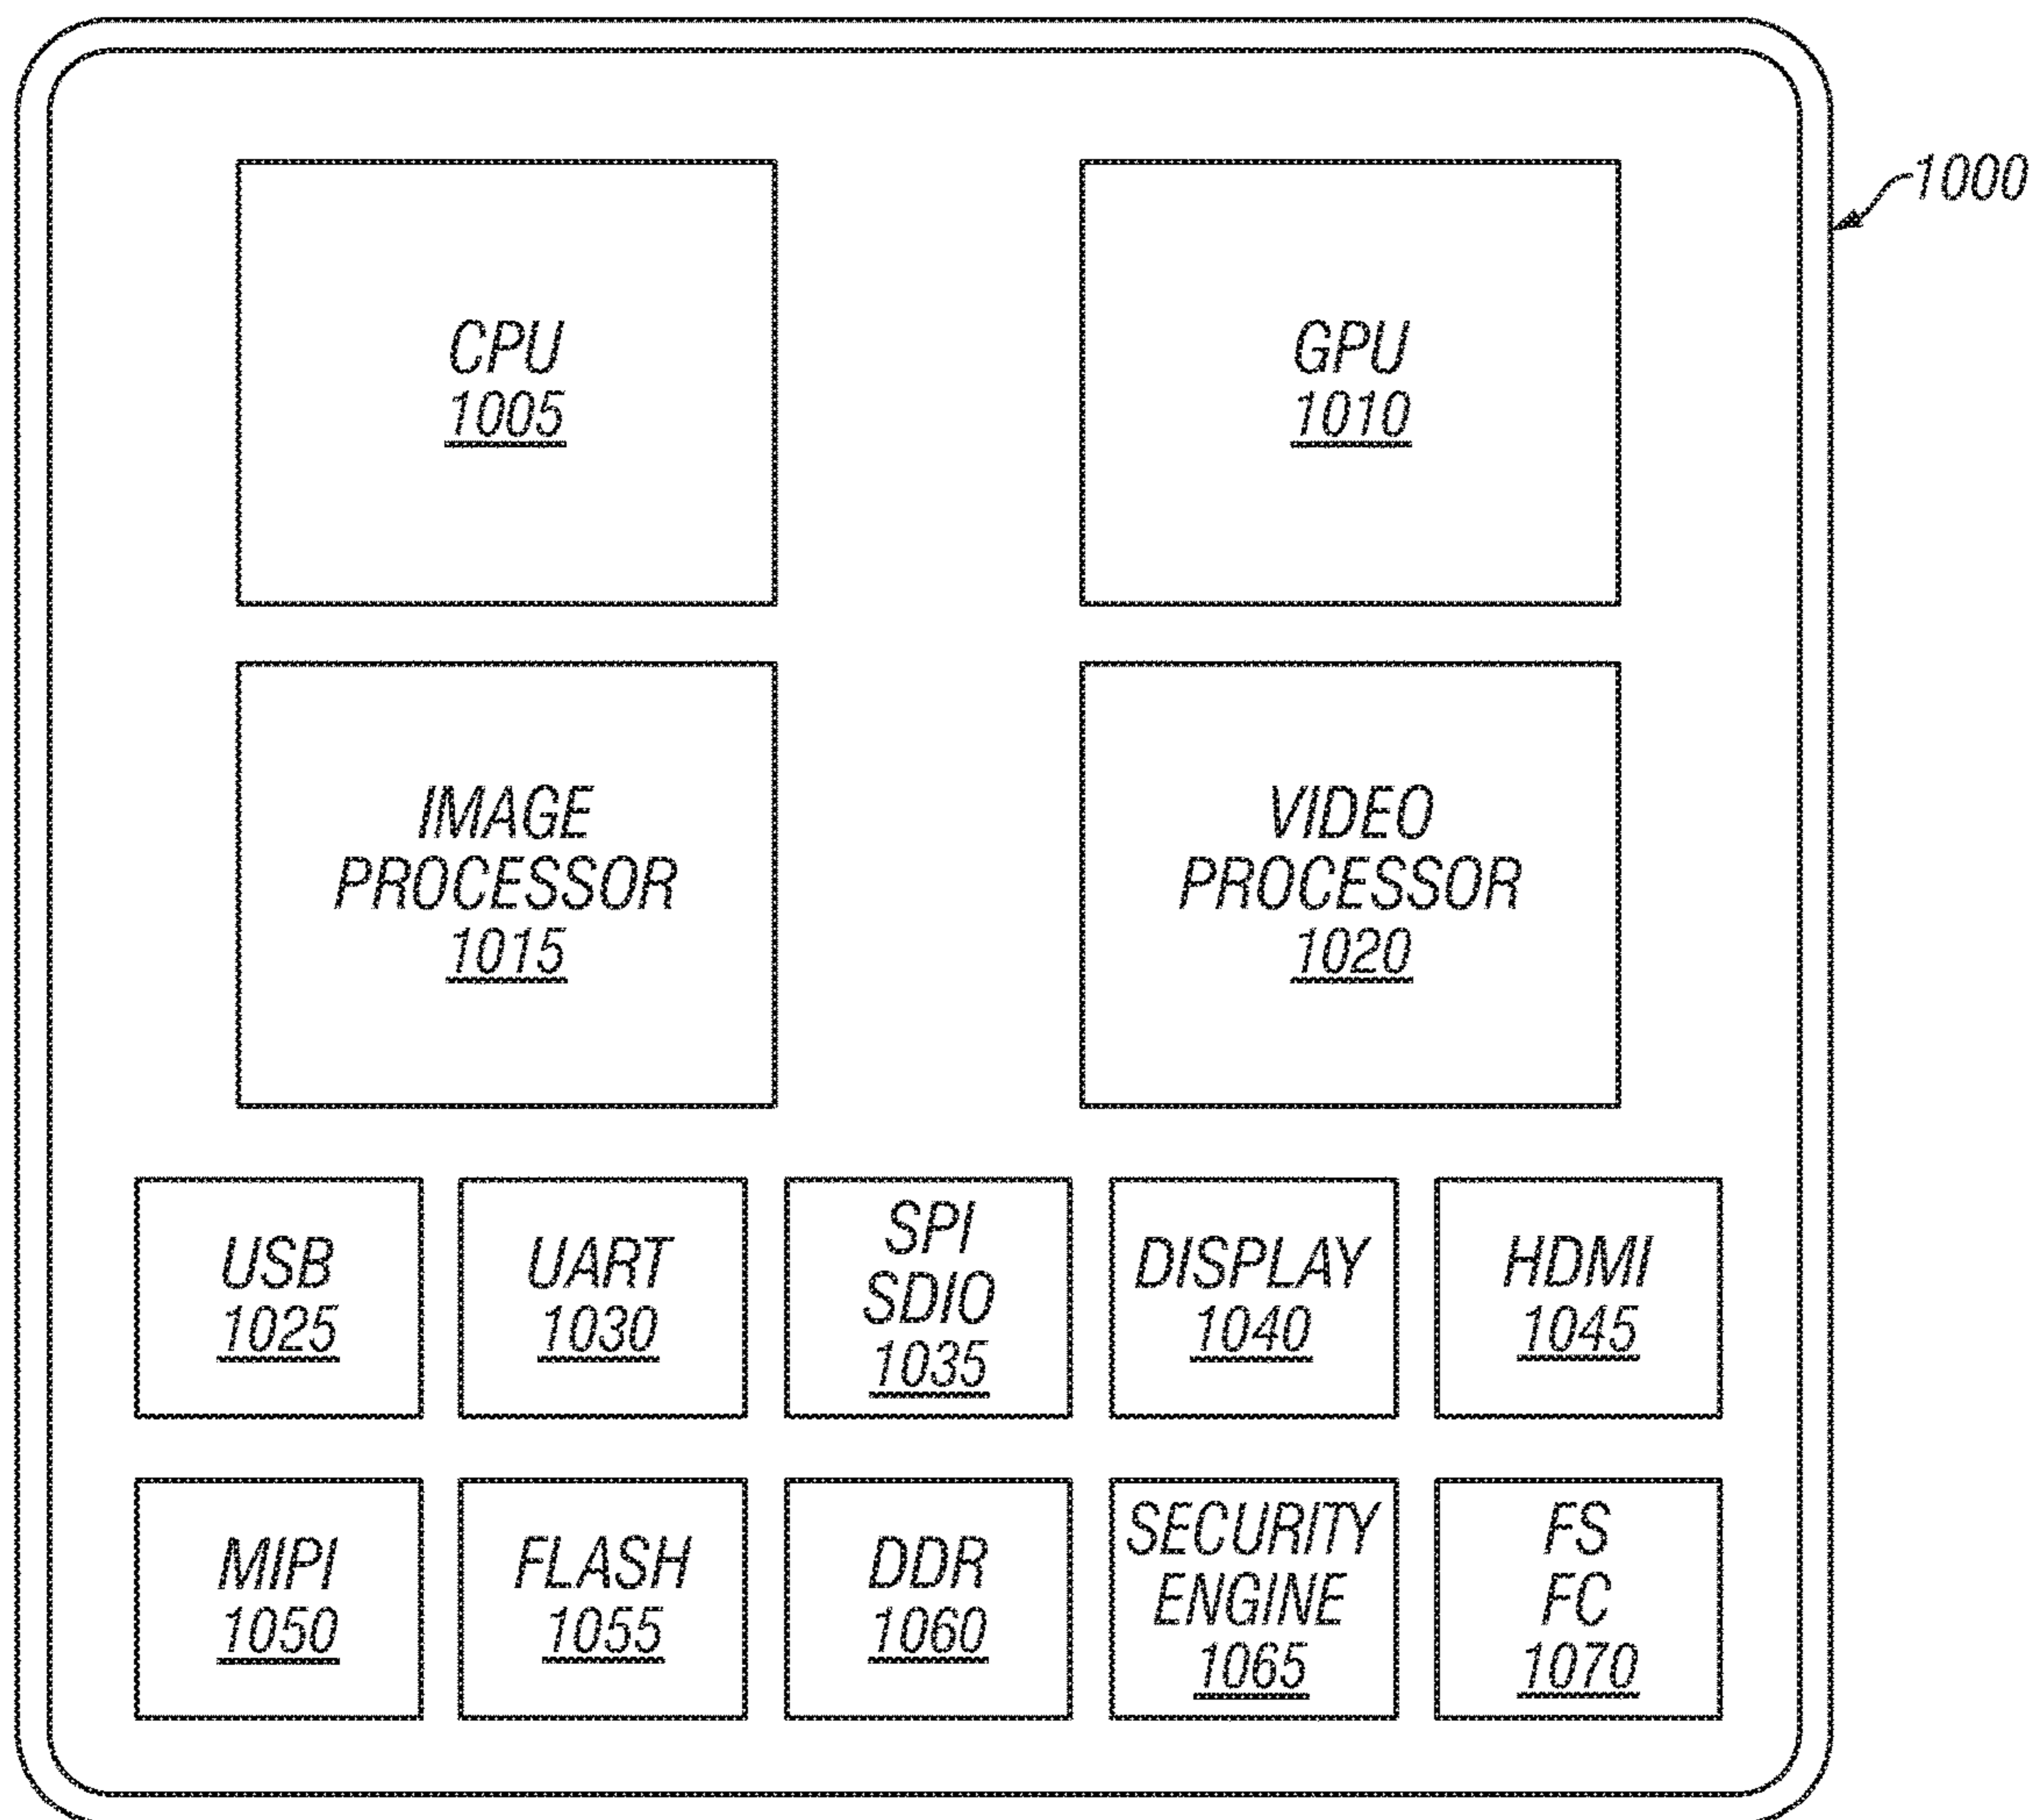 1000
CPU
1005
GPU
1010
IMAGE
PROCESSOR
1015
VIDEO
PROCESSOR
1020
USB
1025
UART
1030
SPI
SDIO
1035
DISPLAY
1040
HDMI
1045
MIPI
1050
FLASH
1055
DDR
1060
SECURITY
ENGINE
1065
FS
FC
1070